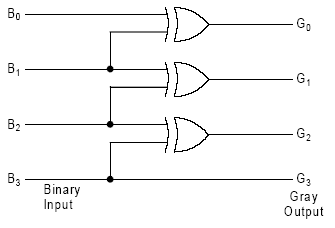 B₀ G₀
B₁ G₁
B₂ G₂
B₃ G₃
Binary
Input
Gray
Output